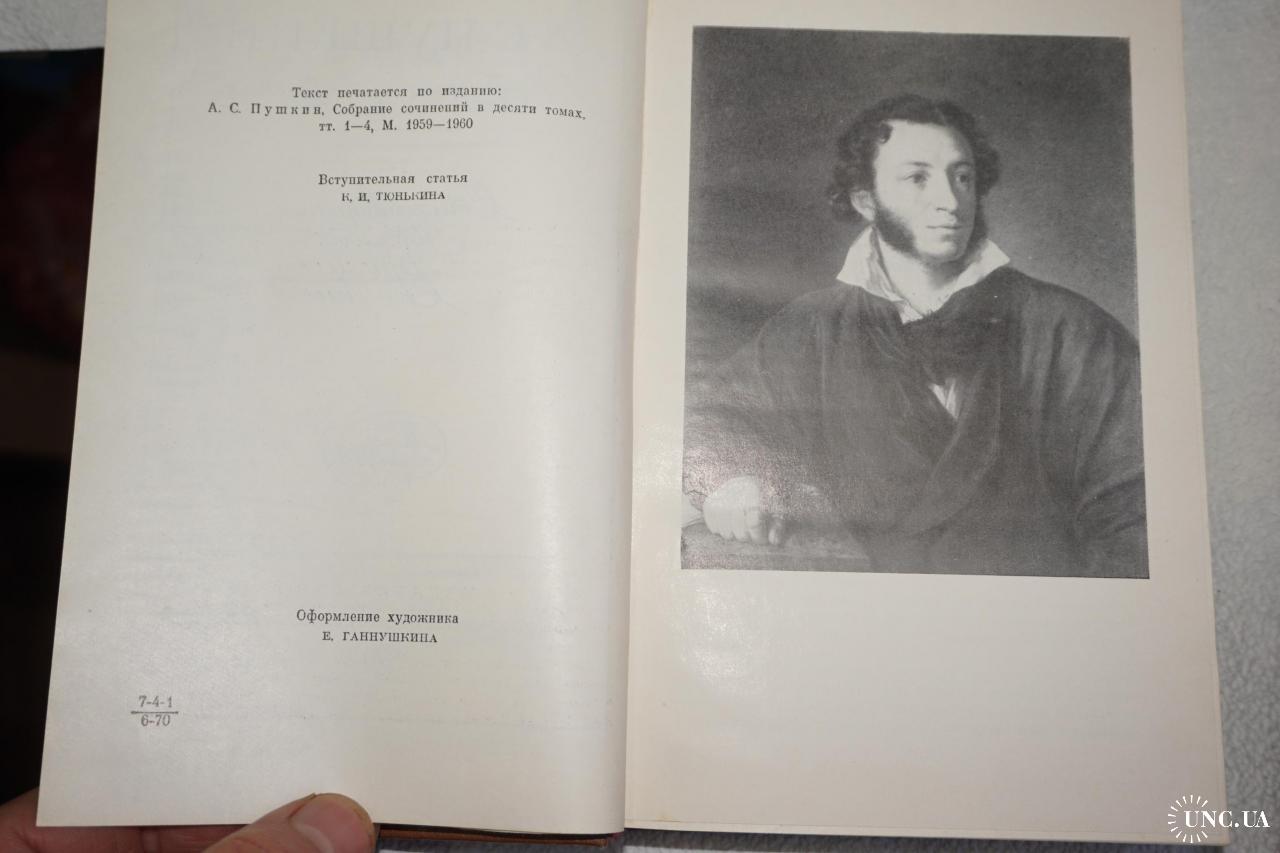 Текст печатается по изданию:
А. С. Пушкин, Собрание сочинений в десяти томах,
тт. 1—4, М. 1959—1960
Вступительная статья
К. И. ТЮНЬКИНА
Оформление художника
Е. ГАННУШКИНА
7-4-1
6-70
UNC.UA